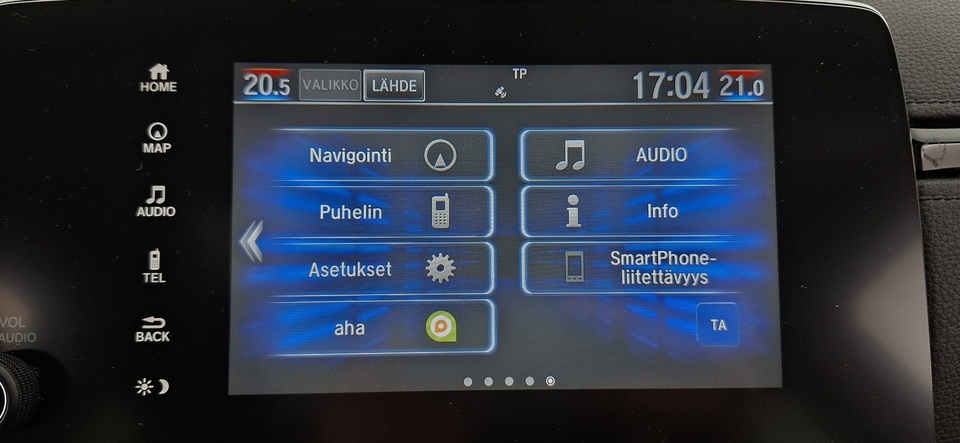 HOME
MAP
AUDIO
TEL
BACK
VOL
AUDIO
20.5 VALIKKO LÄHDE TP 17:04 21.0
Navigointi
AUDIO
Puhelin
Info
Asetukset
SmartPhone-
liitettävyys
aha
TA